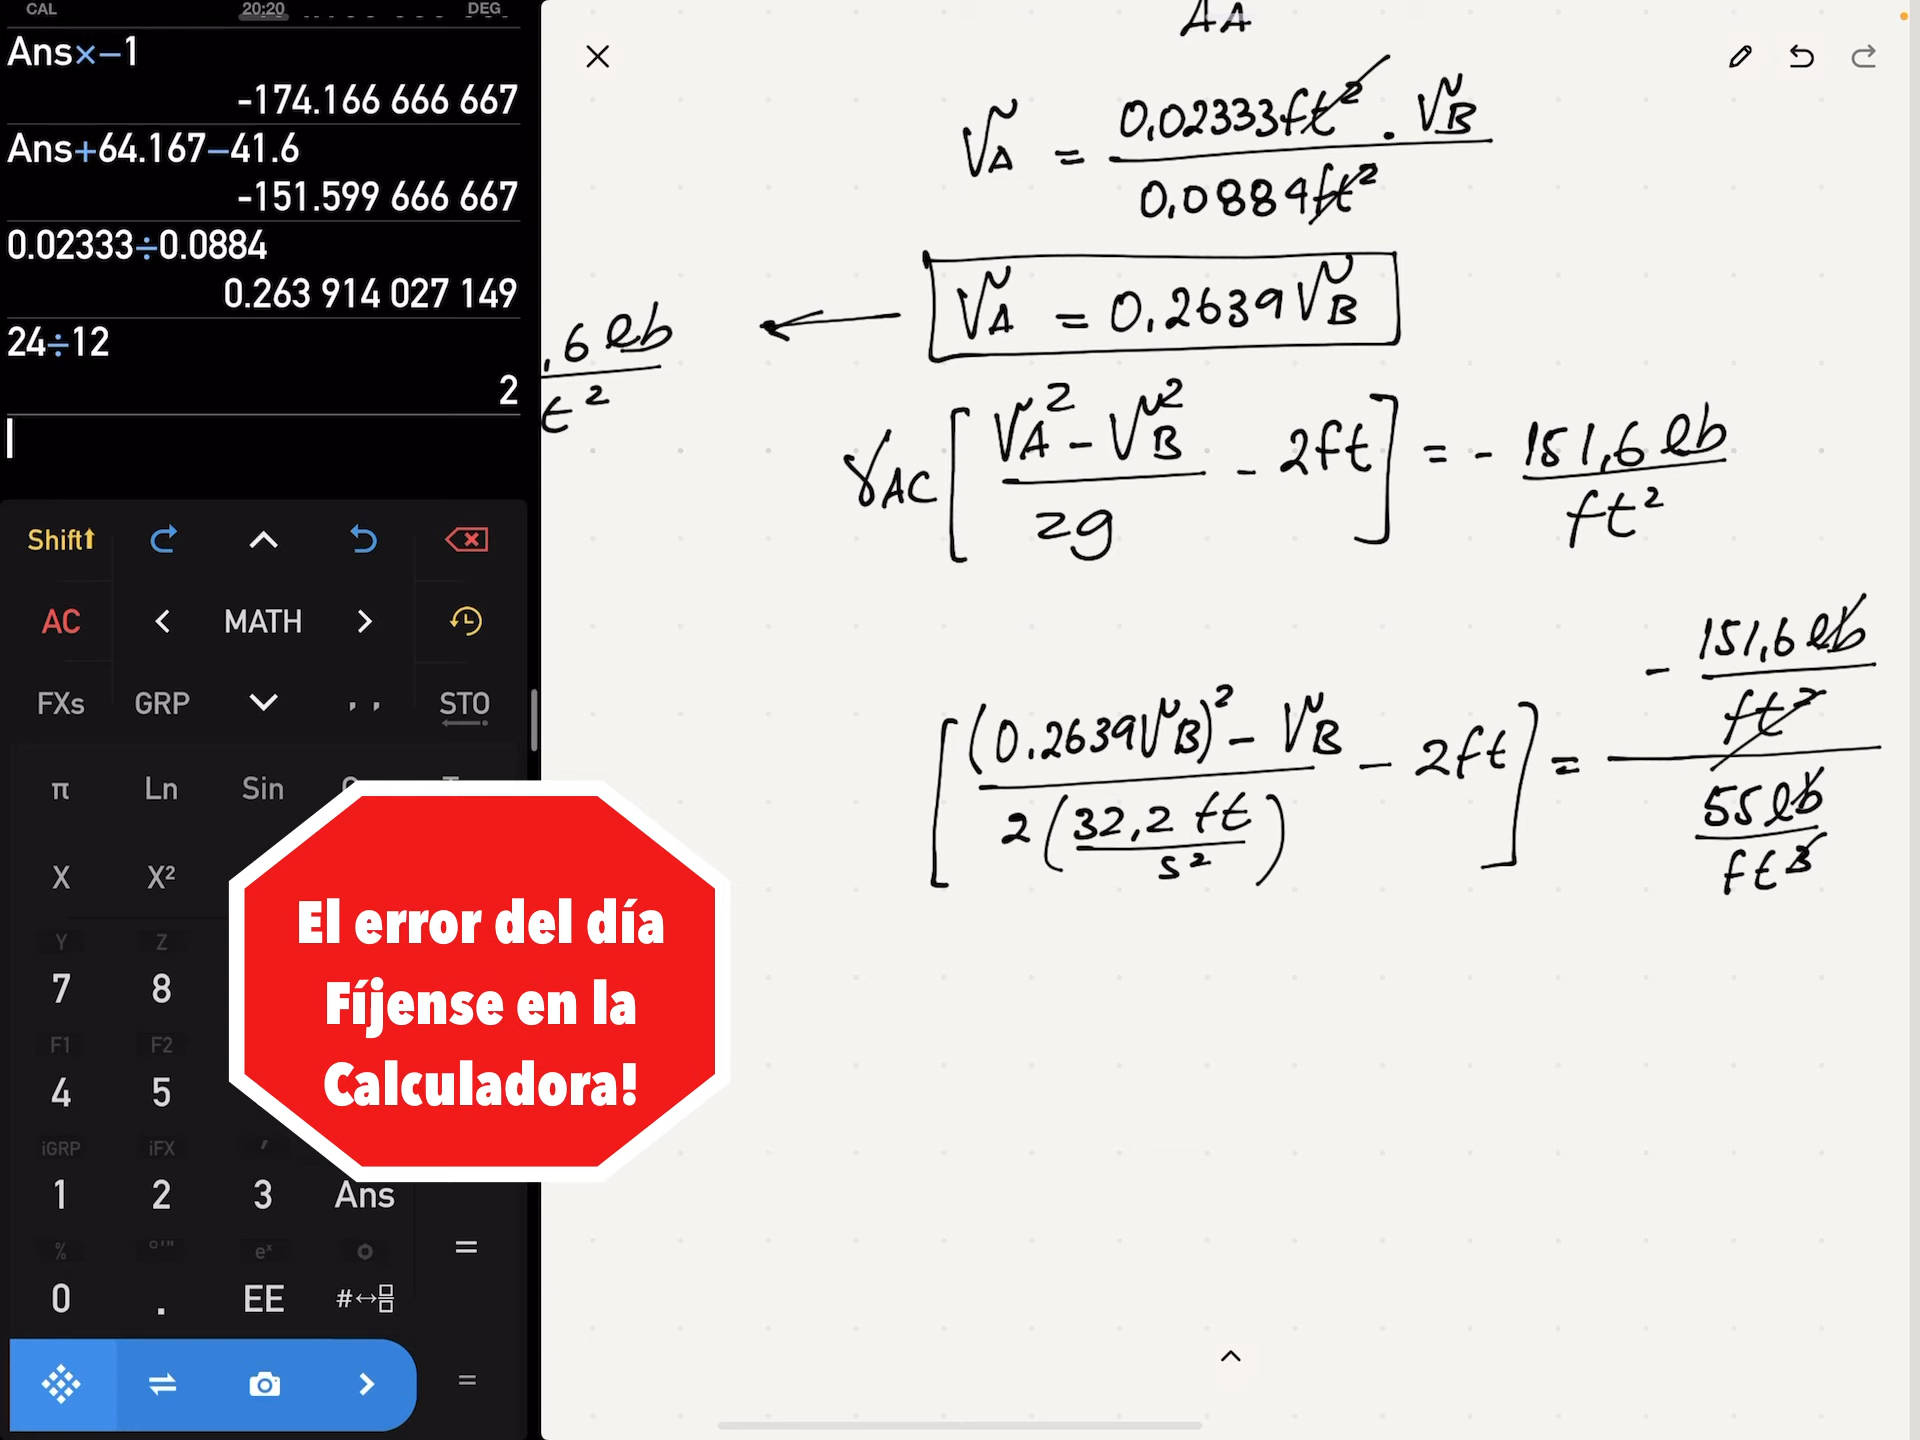 CAL 20:20 DEG
Ans×−1
-174.166 666 667
Ans+64.167−41.6
-151.599 666 667
0.02333÷0.0884
0.263 914 027 149
24÷12
2
Shift
AC MATH
FXs GRP STO
π Ln Sin
X X²
Y Z
7 8
F1 F2
4 5
iGRP iFX
1 2 3 Ans
% °'" eˣ
=
0 . EE #
=
El error del día
Fíjense en la
Calculadora!
AA
VA = 0,02333ft² . VB
0,0884ft²
VA = 0,2639VB
,6 lb
t²
γAC [ VA² - VB² - 2ft ] = - 151,6 lb
2g ft²
[ (0.2639VB)² - VB - 2ft ] = - 151,6 lb
ft²
2 ( 32,2 ft ) 55 lb
s² ft³